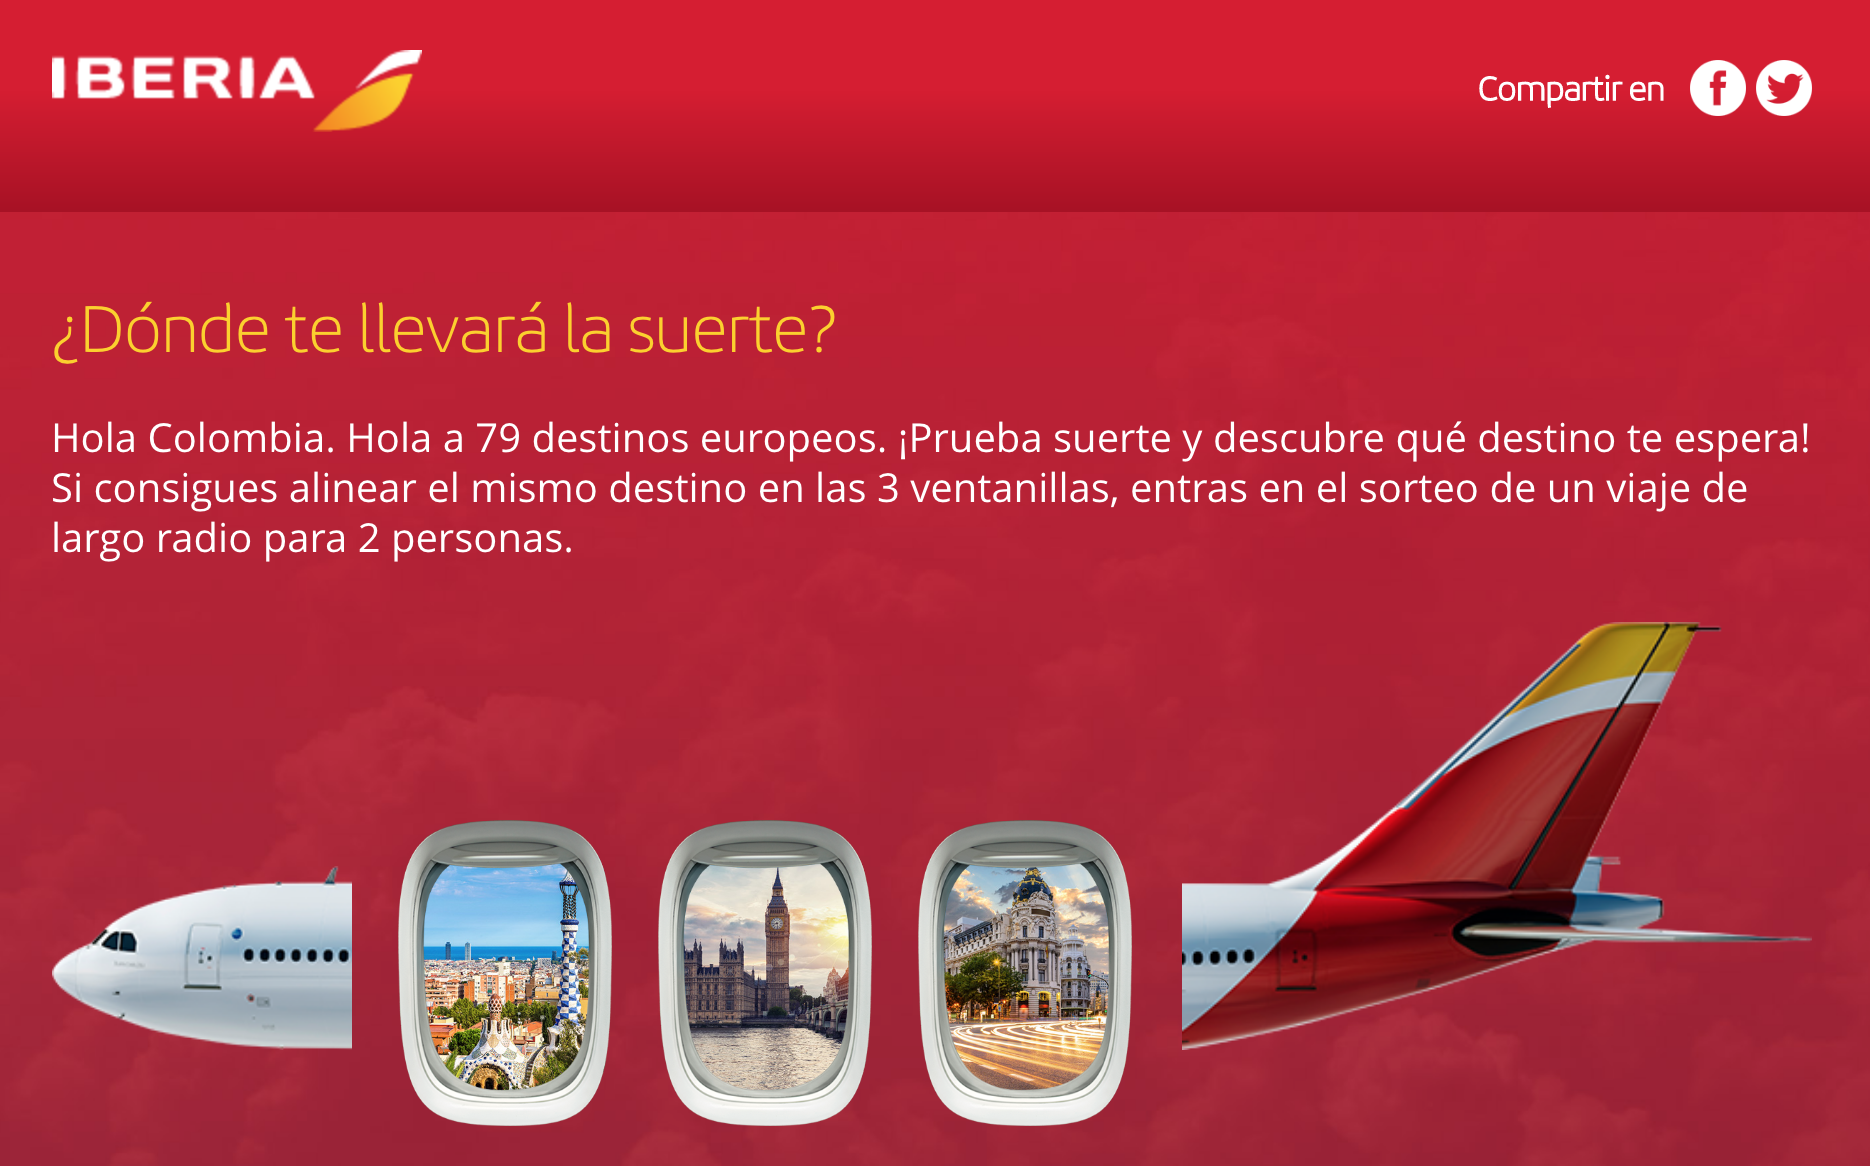 IBERIA
Compartir en
¿Dónde te llevará la suerte?
Hola Colombia. Hola a 79 destinos europeos. ¡Prueba suerte y descubre qué destino te espera!
Si consigues alinear el mismo destino en las 3 ventanillas, entras en el sorteo de un viaje de
largo radio para 2 personas.